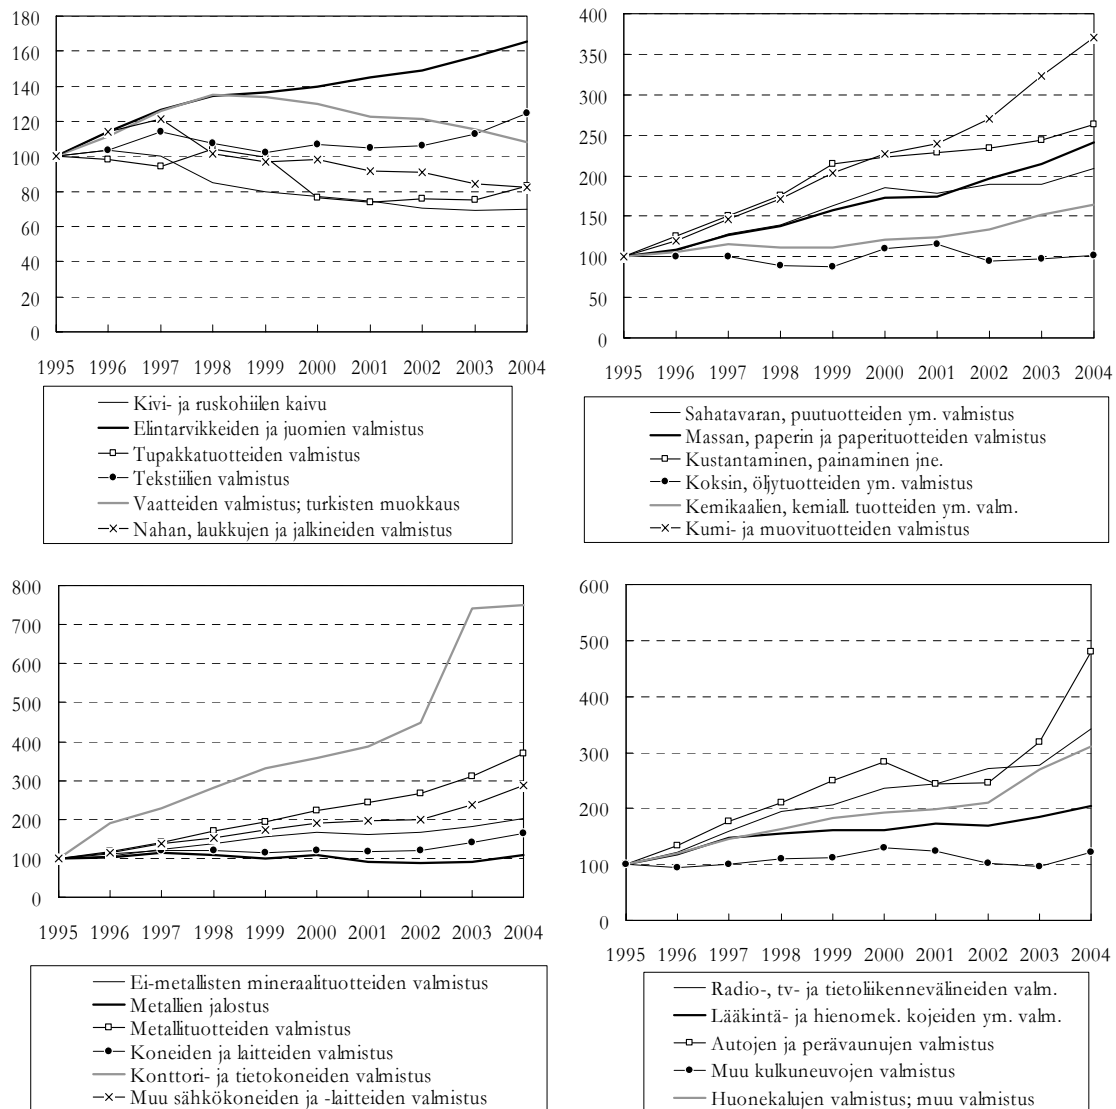 180
160
140
120
100
80
60
40
20
0
1995 1996 1997 1998 1999 2000 2001 2002 2003 2004
Kivi- ja ruskohiilen kaivu
Elintarvikkeiden ja juomien valmistus
Tupakkatuotteiden valmistus
Tekstiilien valmistus
Vaatteiden valmistus; turkisten muokkaus
Nahan, laukkujen ja jalkineiden valmistus
400
350
300
250
200
150
100
50
0
1995 1996 1997 1998 1999 2000 2001 2002 2003 2004
Sahatavaran, puutuotteiden ym. valmistus
Massan, paperin ja paperituotteiden valmistus
Kustantaminen, painaminen jne.
Koksin, öljytuotteiden ym. valmistus
Kemikaalien, kemiall. tuotteiden ym. valm.
Kumi- ja muovituotteiden valmistus
800
700
600
500
400
300
200
100
0
1995 1996 1997 1998 1999 2000 2001 2002 2003 2004
Ei-metallisten mineraalituotteiden valmistus
Metallien jalostus
Metallituotteiden valmistus
Koneiden ja laitteiden valmistus
Konttori- ja tietokoneiden valmistus
Muu sähkökoneiden ja -laitteiden valmistus
600
500
400
300
200
100
0
1995 1996 1997 1998 1999 2000 2001 2002 2003 2004
Radio-, tv- ja tietoliikennevälineiden valm.
Lääkintä- ja hienomek. kojeiden ym. valm.
Autojen ja perävaunujen valmistus
Muu kulkuneuvojen valmistus
Huonekalujen valmistus; muu valmistus